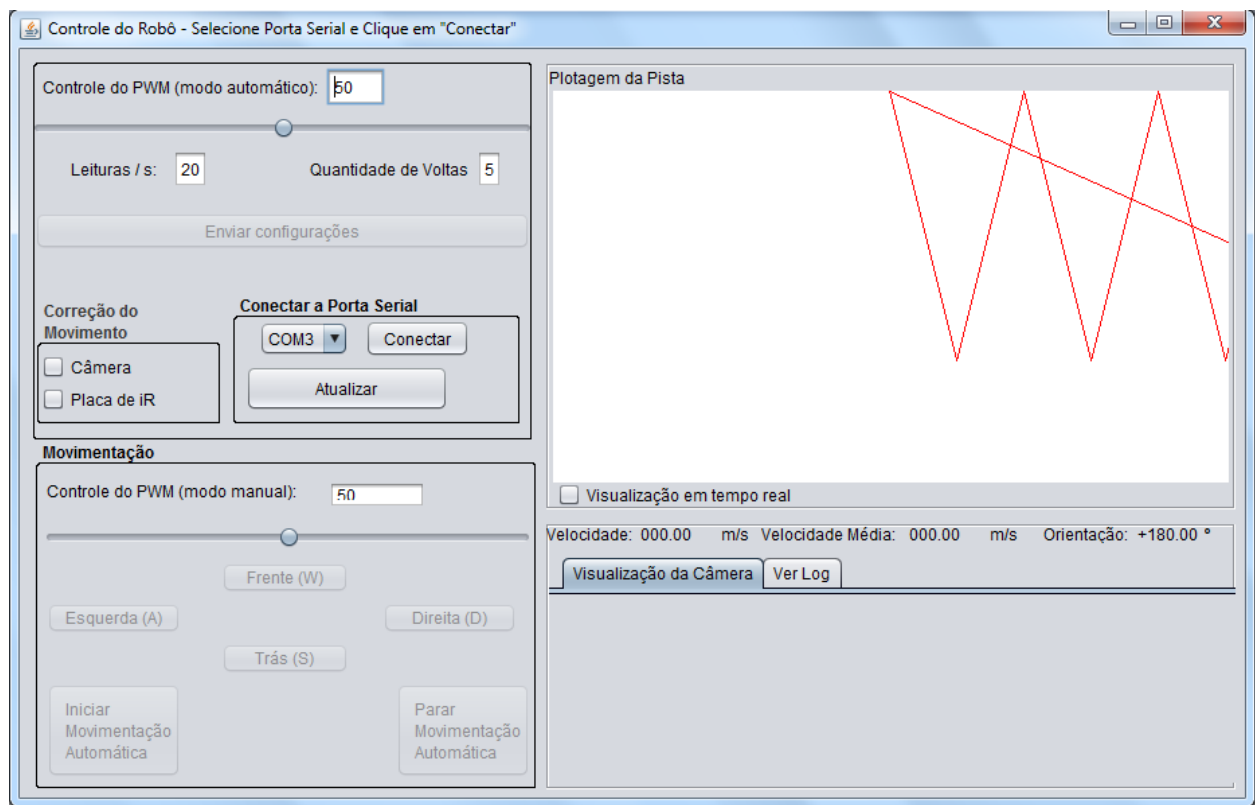 Controle do Robô - Selecione Porta Serial e Clique em "Conectar"
Controle do PWM (modo automático): 50
Leituras / s: 20 Quantidade de Voltas 5
Enviar configurações
Correção do
Movimento
Câmera
Placa de iR
Conectar a Porta Serial
COM3 Conectar
Atualizar
Movimentação
Controle do PWM (modo manual): 50
Frente (W)
Esquerda (A) Direita (D)
Trás (S)
Iniciar
Movimentação
Automática
Parar
Movimentação
Automática
Plotagem da Pista
Visualização em tempo real
Velocidade: 000.00 m/s Velocidade Média: 000.00 m/s Orientação: +180.00 º
Visualização da Câmera Ver Log